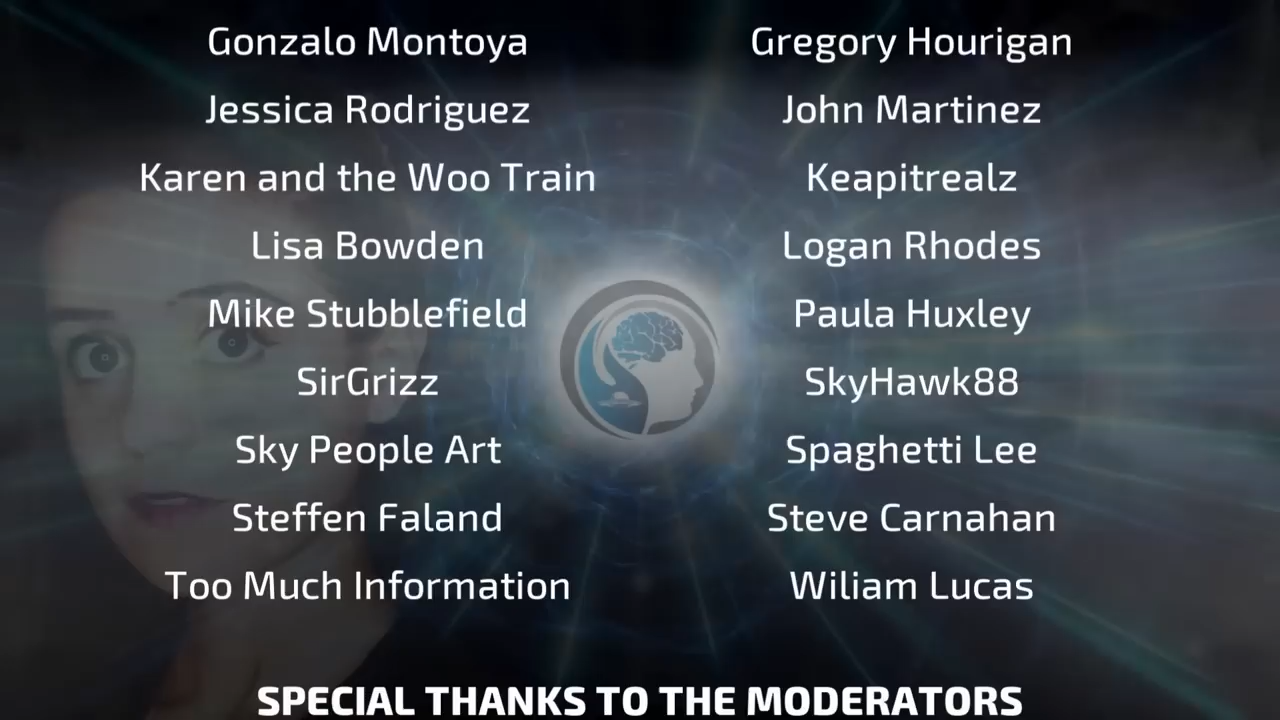 Gonzalo Montoya Gregory Hourigan
Jessica Rodriguez John Martinez
Karen and the Woo Train Keapitrealz
Lisa Bowden Logan Rhodes
Mike Stubblefield Paula Huxley
SirGrizz SkyHawk88
Sky People Art Spaghetti Lee
Steffen Faland Steve Carnahan
Too Much Information Wiliam Lucas
SPECIAL THANKS TO THE MODERATORS